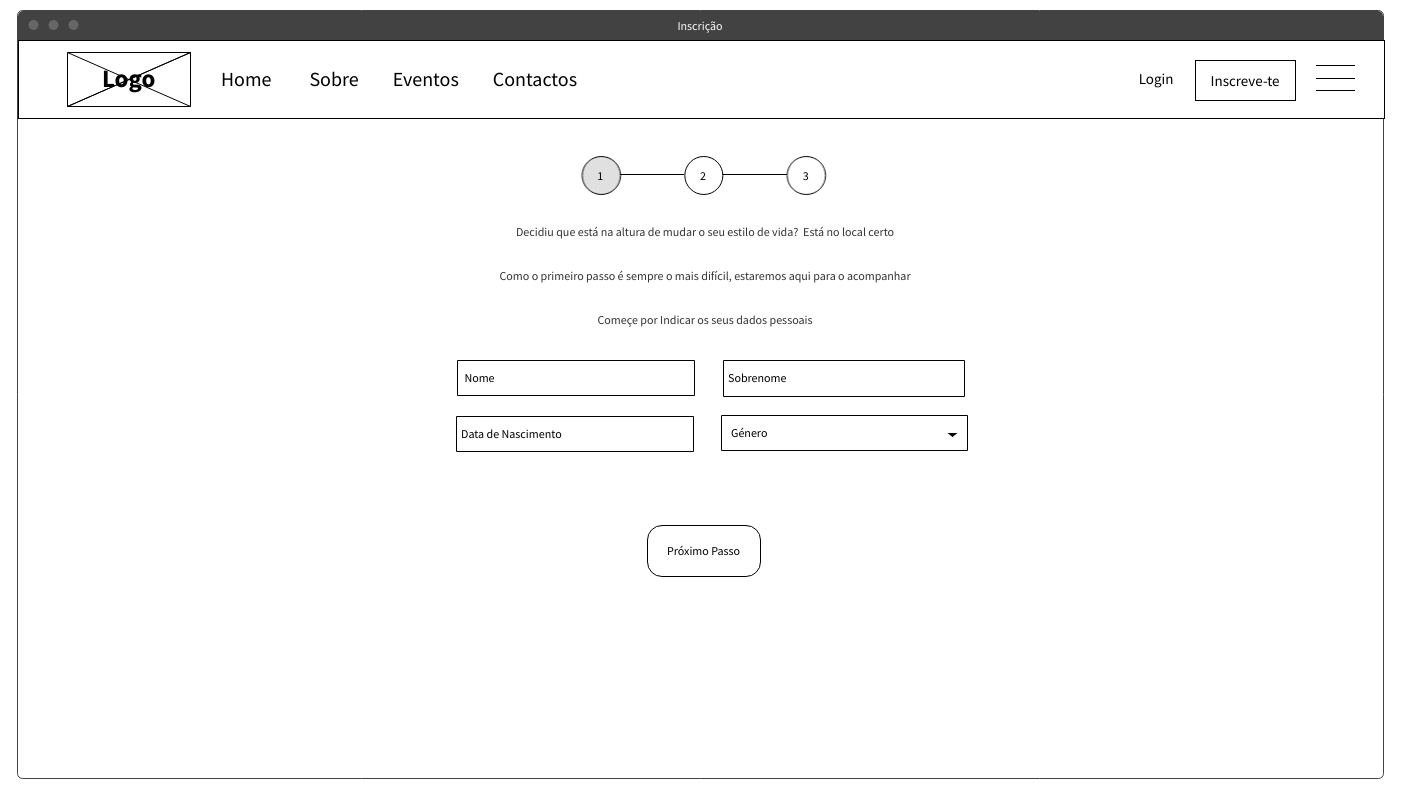 Inscrição
Logo Home Sobre Eventos Contactos Login Inscreve-te
1 2 3
Decidiu que está na altura de mudar o seu estilo de vida? Está no local certo
Como o primeiro passo é sempre o mais difícil, estaremos aqui para o acompanhar
Começe por Indicar os seus dados pessoais
Nome Sobrenome
Data de Nascimento Género
Próximo Passo